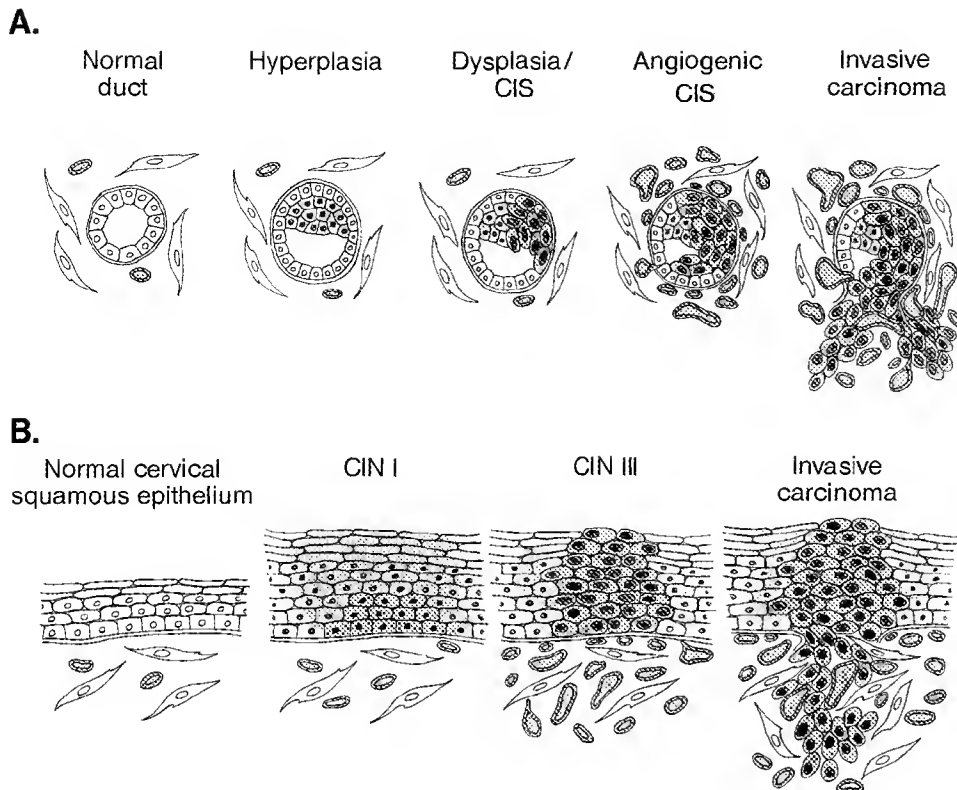 A.
Normal
duct
Hyperplasia
Dysplasia/
CIS
Angiogenic
CIS
Invasive
carcinoma
B.
Normal cervical
squamous epithelium
CIN I
CIN III
Invasive
carcinoma